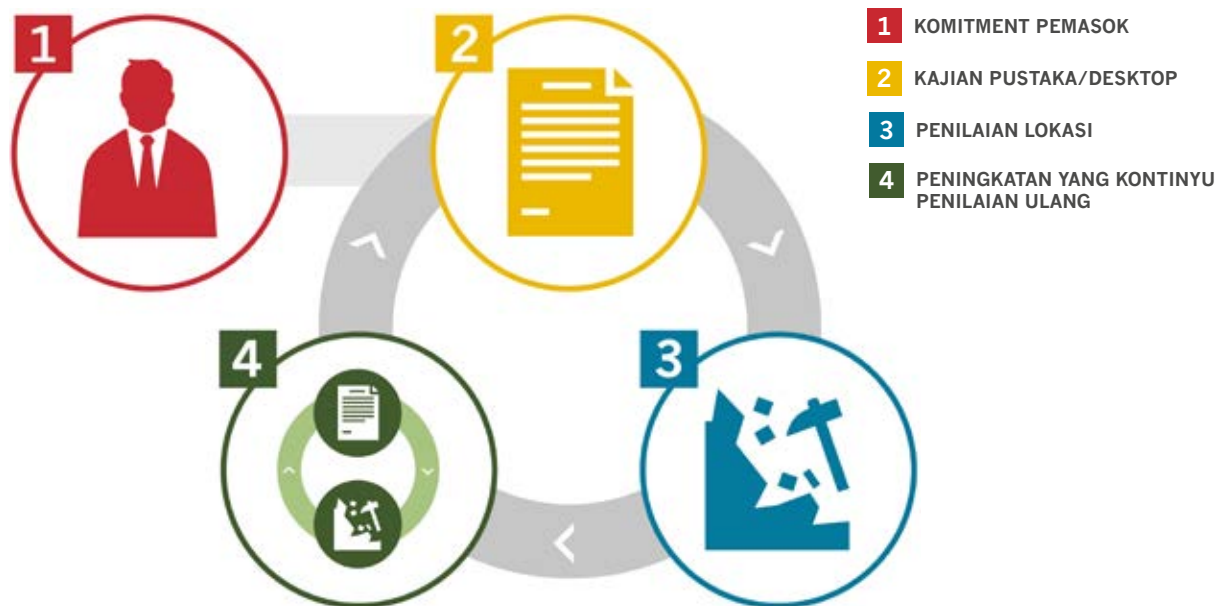 1
2
3
4
1 KOMITMENT PEMASOK
2 KAJIAN PUSTAKA/DESKTOP
3 PENILAIAN LOKASI
4 PENINGKATAN YANG KONTINYU
PENILAIAN ULANG